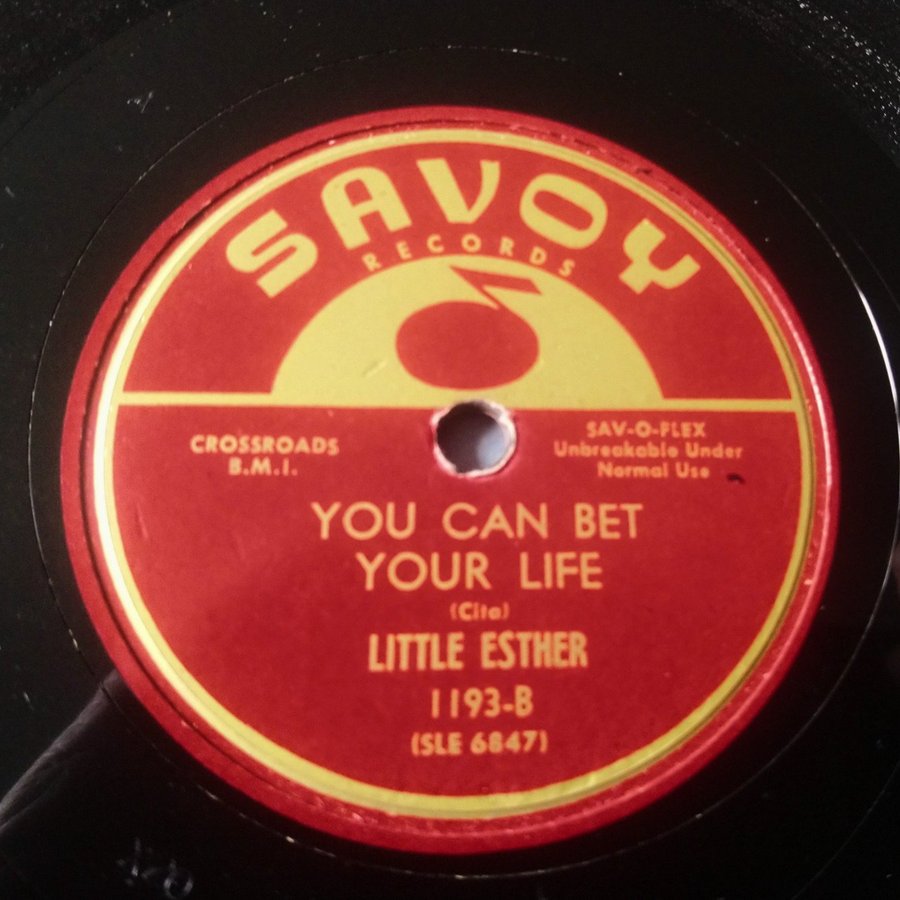 SAVOY
RECORDS
CROSSROADS
B.M.I.
SAV-O-FLEX
Unbreakable Under
Normal Use
YOU CAN BET
YOUR LIFE
(Cita)
LITTLE ESTHER
1193-B
(SLE 6847)